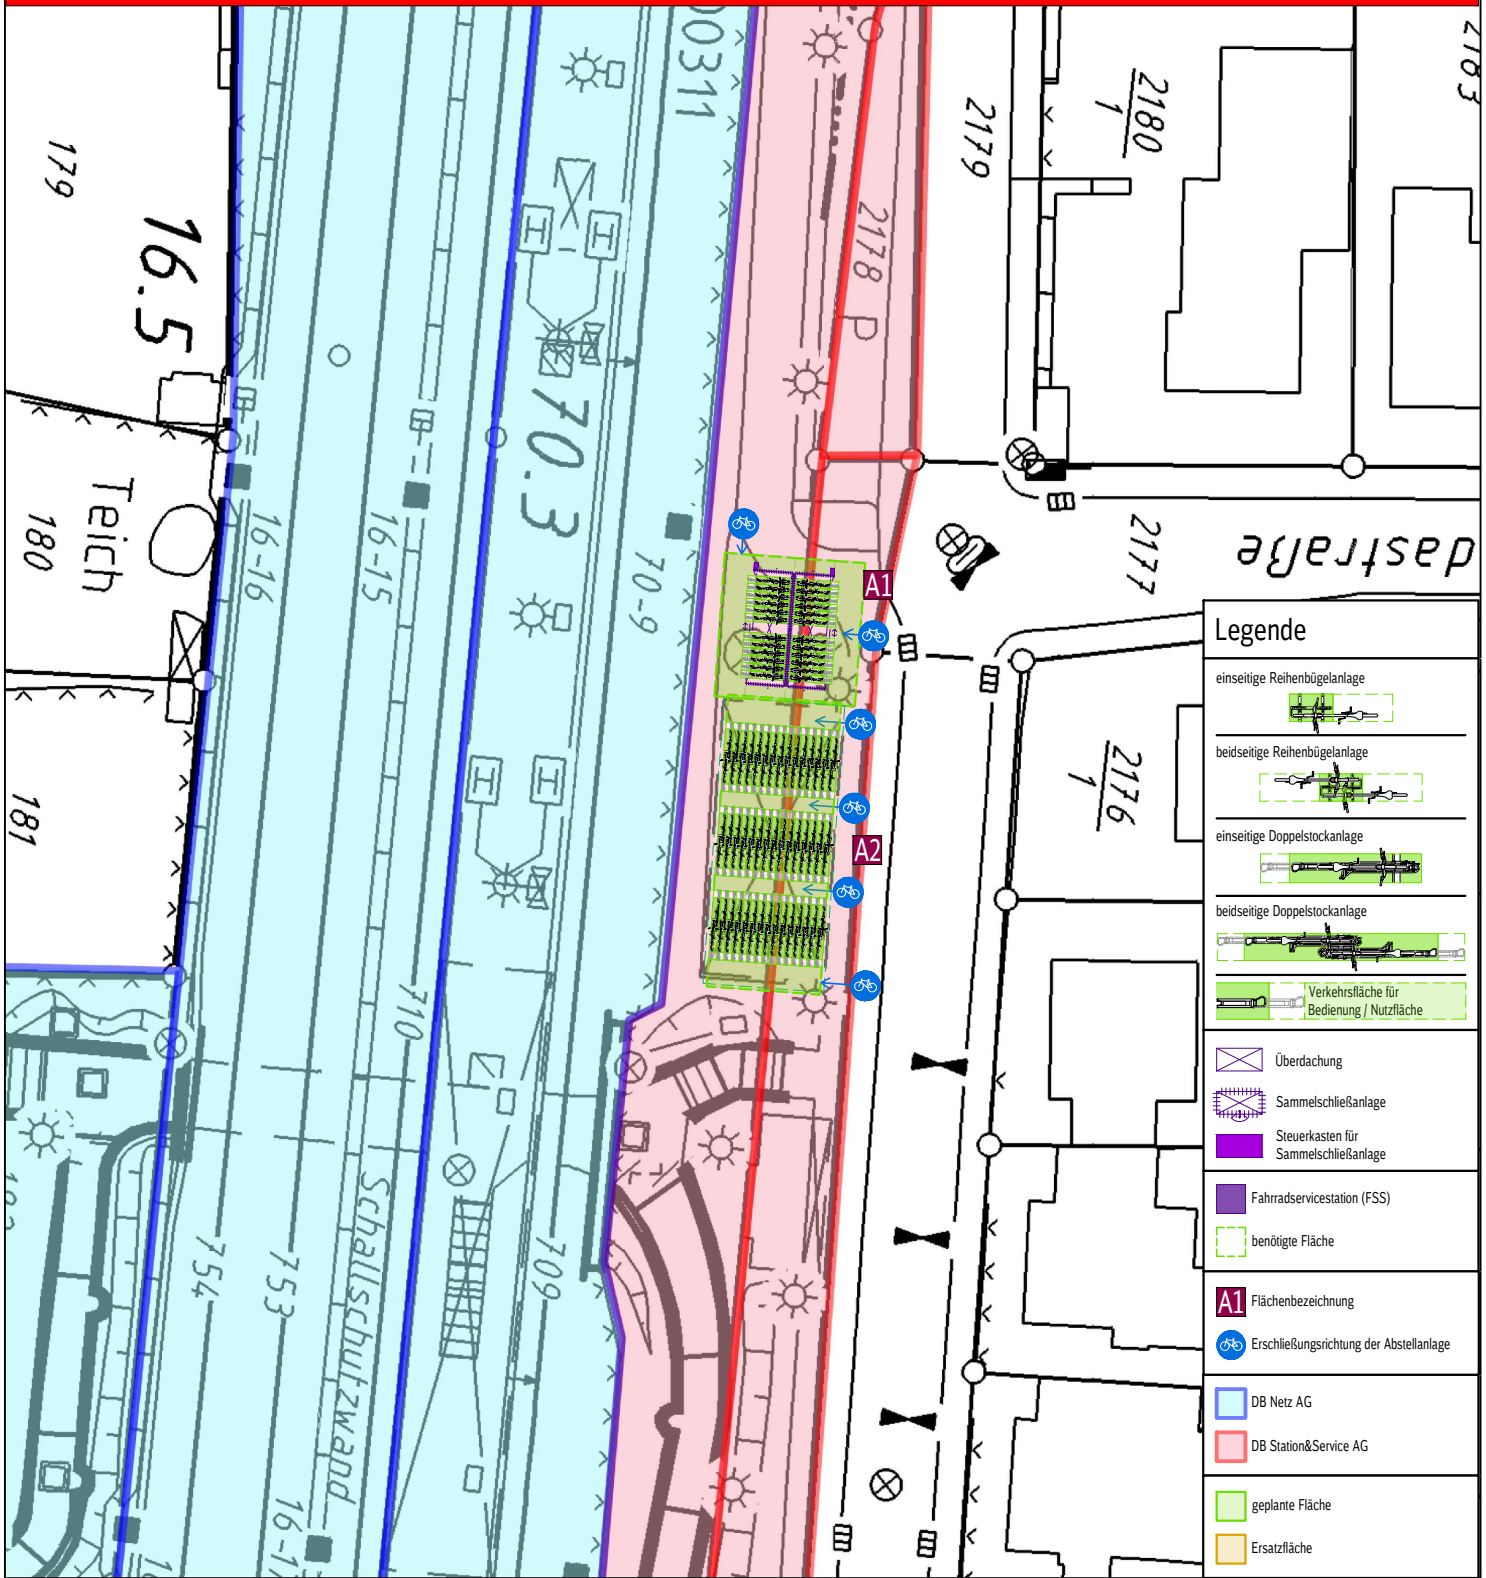 00311
2183
2180
1
2179
179
16.5
2178 P
70.3
Teich
180
16-16
16-15
70-9
2177
dastraße
A1
2176
1
181
A2
710
709
754
753
Schallschutzwand
Legende
einseitige Reihenbügelanlage
beidseitige Reihenbügelanlage
einseitige Doppelstockanlage
beidseitige Doppelstockanlage
Verkehrsfläche für
Bedienung / Nutzfläche
Überdachung
Sammelschließanlage
Steuerkasten für
Sammelschließanlage
Fahrradservicestation (FSS)
benötigte Fläche
A1 Flächenbezeichnung
Erschließungsrichtung der Abstellanlage
DB Netz AG
DB Station&Service AG
geplante Fläche
Ersatzfläche